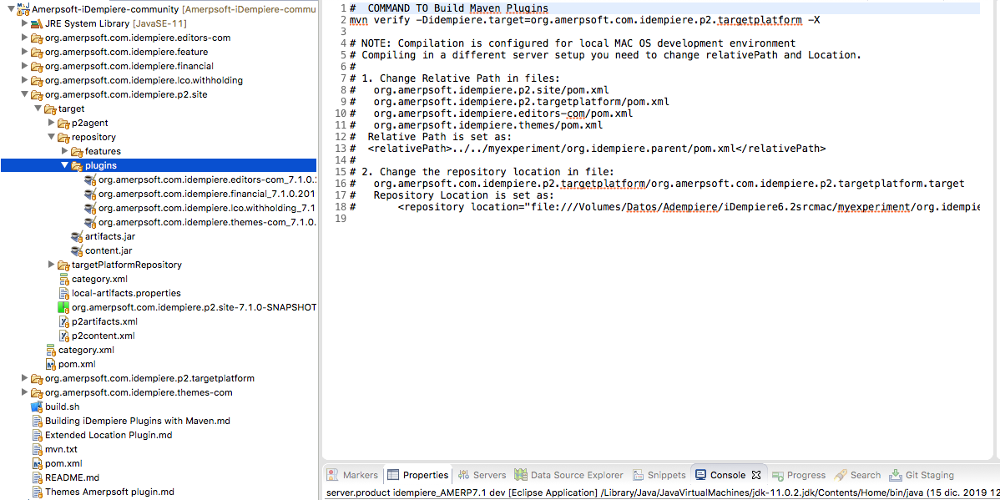 Amerpsoft-iDempiere-community [Amerpsoft-iDempiere-commu
JRE System Library [JavaSE-11]
org.amerpsoft.com.idempiere.editors-com
org.amerpsoft.com.idempiere.feature
org.amerpsoft.com.idempiere.financial
org.amerpsoft.com.idempiere.lco.withholding
org.amerpsoft.com.idempiere.p2.site
target
p2agent
repository
features
plugins
org.amerpsoft.com.idempiere.editors-com_7.1.0.
org.amerpsoft.com.idempiere.financial_7.1.0.201
org.amerpsoft.com.idempiere.lco.withholding_7.1
org.amerpsoft.com.idempiere.themes-com_7.1.0.
artifacts.jar
content.jar
targetPlatformRepository
category.xml
local-artifacts.properties
org.amerpsoft.com.idempiere.p2.site-7.1.0-SNAPSHOT
p2artifacts.xml
p2content.xml
category.xml
pom.xml
org.amerpsoft.com.idempiere.p2.targetplatform
org.amerpsoft.com.idempiere.themes-com
build.sh
Building iDempiere Plugins with Maven.md
Extended Location Plugin.md
mvn.txt
pom.xml
README.md
Themes Amerpsoft plugin.md
1 #  COMMAND TO Build Maven Plugins
2 mvn verify -Didempiere.target=org.amerpsoft.com.idempiere.p2.targetplatform -X
3
4 # NOTE: Compilation is configured for local MAC OS development environment
5 # Compiling in a different server setup you need to change relativePath and Location.
6 #
7 # 1. Change Relative Path in files:
8 #   org.amerpsoft.idempiere.p2.site/pom.xml
9 #   org.amerpsoft.idempiere.p2.targetplatform/pom.xml
10 #   org.amerpsoft.idempiere.editors-com/pom.xml
11 #   org.amerpsoft.idempiere.themes/pom.xml
12 #  Relative Path is set as:
13 #  <relativePath>../../myexperiment/org.idempiere.parent/pom.xml</relativePath>
14 #
15 # 2. Change the repository location in file:
16 #   org.amerpsoft.com.idempiere.p2.targetplatform/org.amerpsoft.com.idempiere.p2.targetplatform.target
17 #   Repository Location is set as:
18 #       <repository location="file:///Volumes/Datos/Adempiere/iDempiere6.2srcmac/myexperiment/org.idempie
19
Markers Properties Servers Data Source Explorer Snippets Console Progress Search Git Staging
server.product idempiere_AMERP7.1 dev [Eclipse Application] /Library/Java/JavaVirtualMachines/jdk-11.0.2.jdk/Contents/Home/bin/java (15 dic. 2019 12